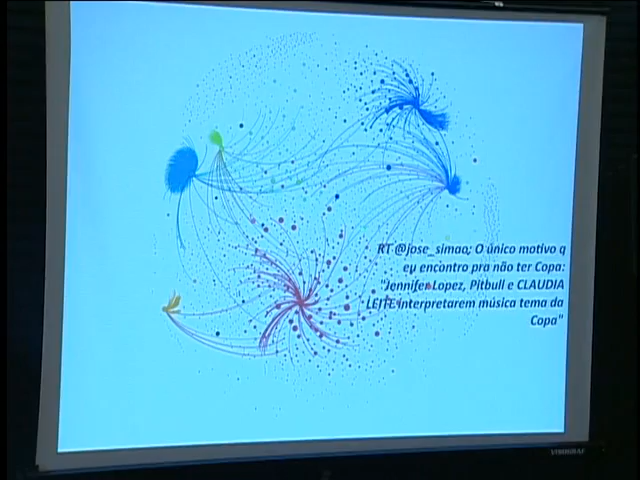 RT @jose_simao: O único motivo q
eu encontro pra não ter Copa:
"Jennifer Lopez, Pitbull e CLAUDIA
LEITE interpretarem música tema da
Copa"